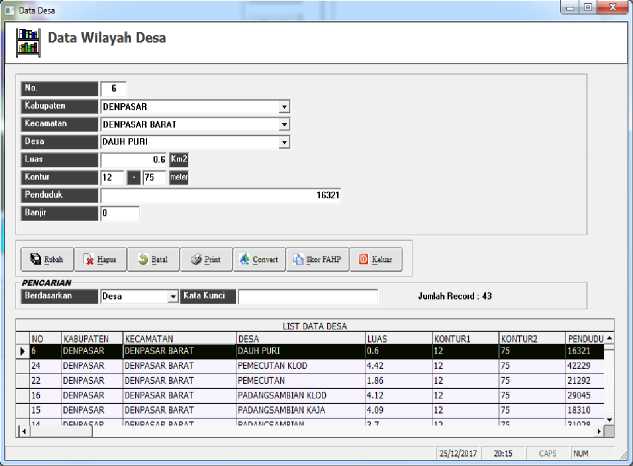 Data Desa
Data Wilayah Desa
No. 6
Kabupaten DENPASAR
Kecamatan DENPASAR BARAT
Desa DAUH PURI
Luas 0.6 Km2
Kontur 12 - 75 meter
Penduduk 16321
Banjir 0
Rubah Hapus Batal Print Convert Skor FAHP Keluar
PENCARIAN
Berdasarkan Desa Kata Kunci Jumlah Record : 43
LIST DATA DESA
NO KABUPATEN KECAMATAN DESA LUAS KONTUR1 KONTUR2 PENDUDU
6 DENPASAR DENPASAR BARAT DAUH PURI 0.6 12 75 16321
24 DENPASAR DENPASAR BARAT PEMECUTAN KLOD 4.42 12 75 42229
22 DENPASAR DENPASAR BARAT PEMECUTAN 1.86 12 75 21292
16 DENPASAR DENPASAR BARAT PADANGSAMBIAN KLOD 4.12 12 75 29045
15 DENPASAR DENPASAR BARAT PADANGSAMBIAN KAJA 4.09 12 75 18310
14 DENPASAR DENPASAR BARAT PADANGSAMBIAN 3.7 12 75
25/12/2017 20:15 CAPS NUM